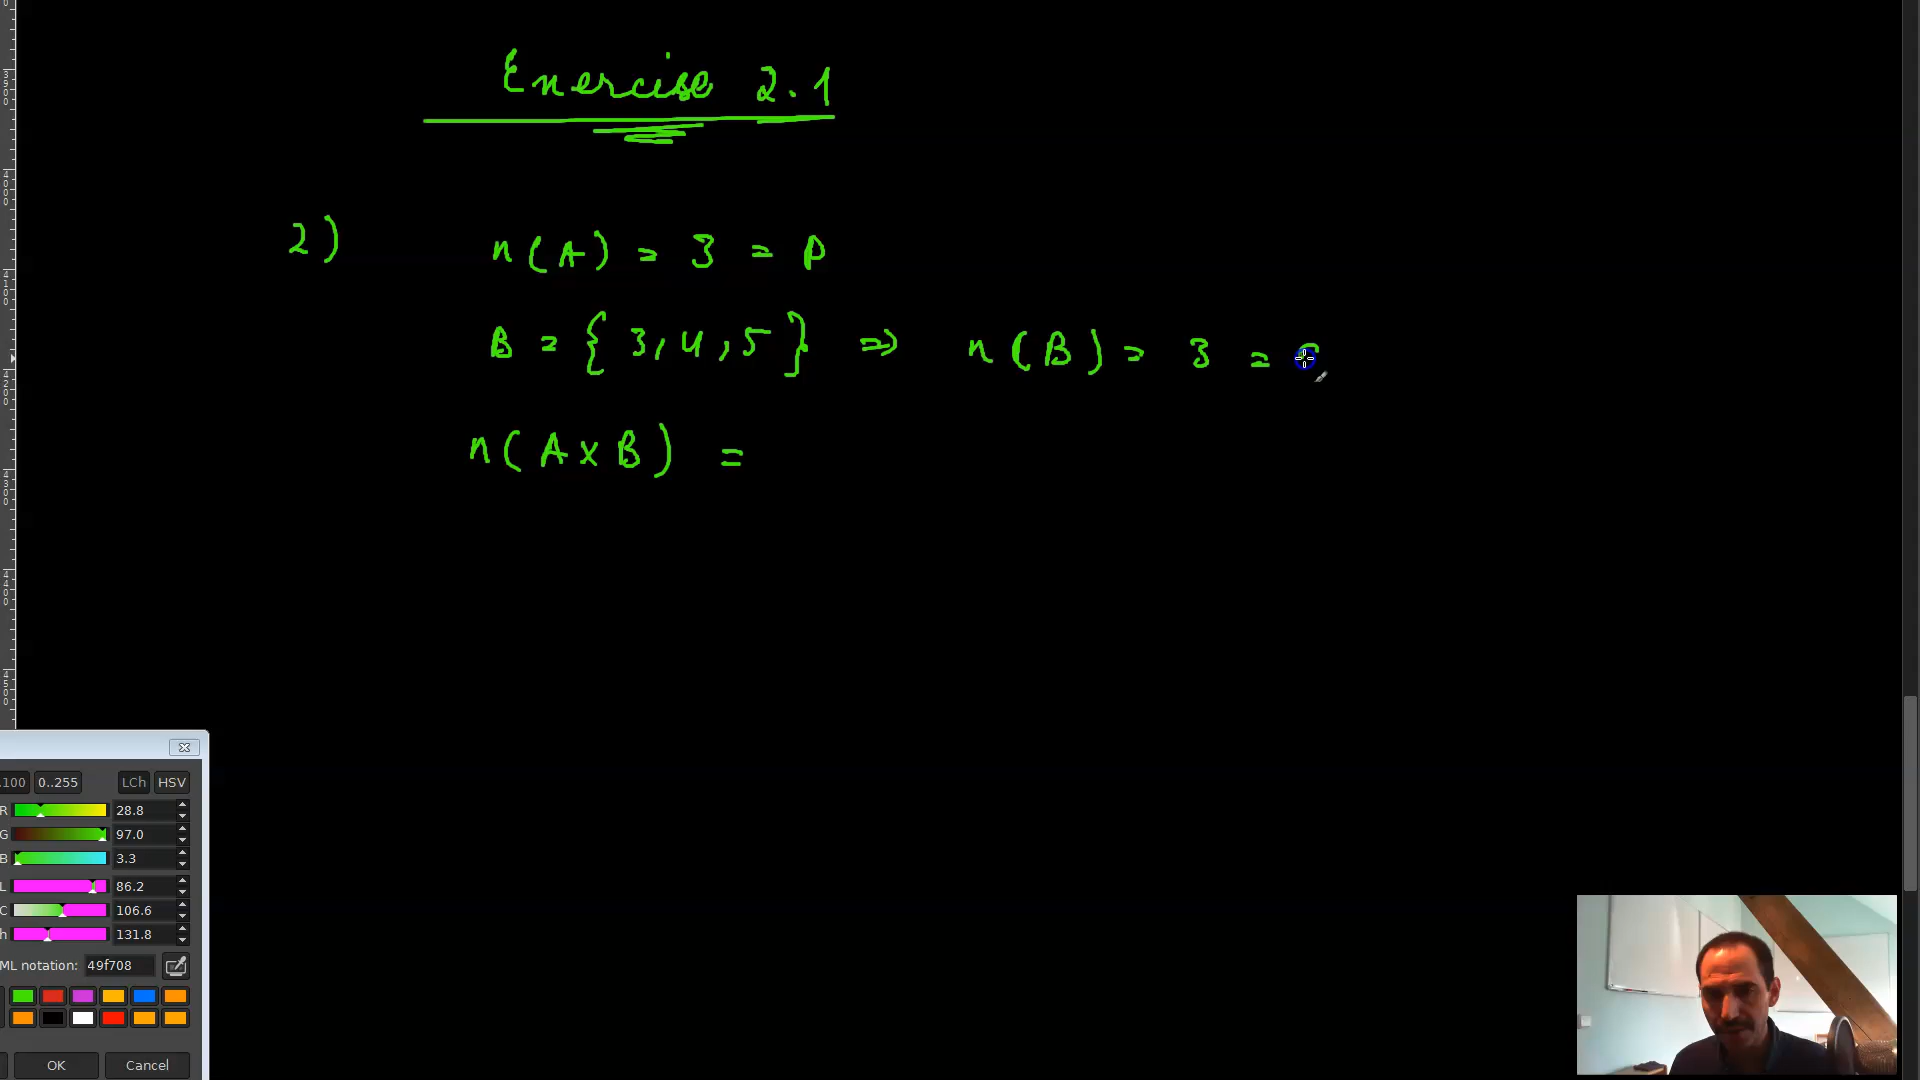 Exercise 2.1
2) n(A) = 3 = p
B = {3,4,5} => n(B) = 3 =
n(A×B) =
100 0..255 LCh HSV
R 28.8
G 97.0
B 3.3
L 86.2
C 106.6
h 131.8
ML notation: 49f708
OK Cancel